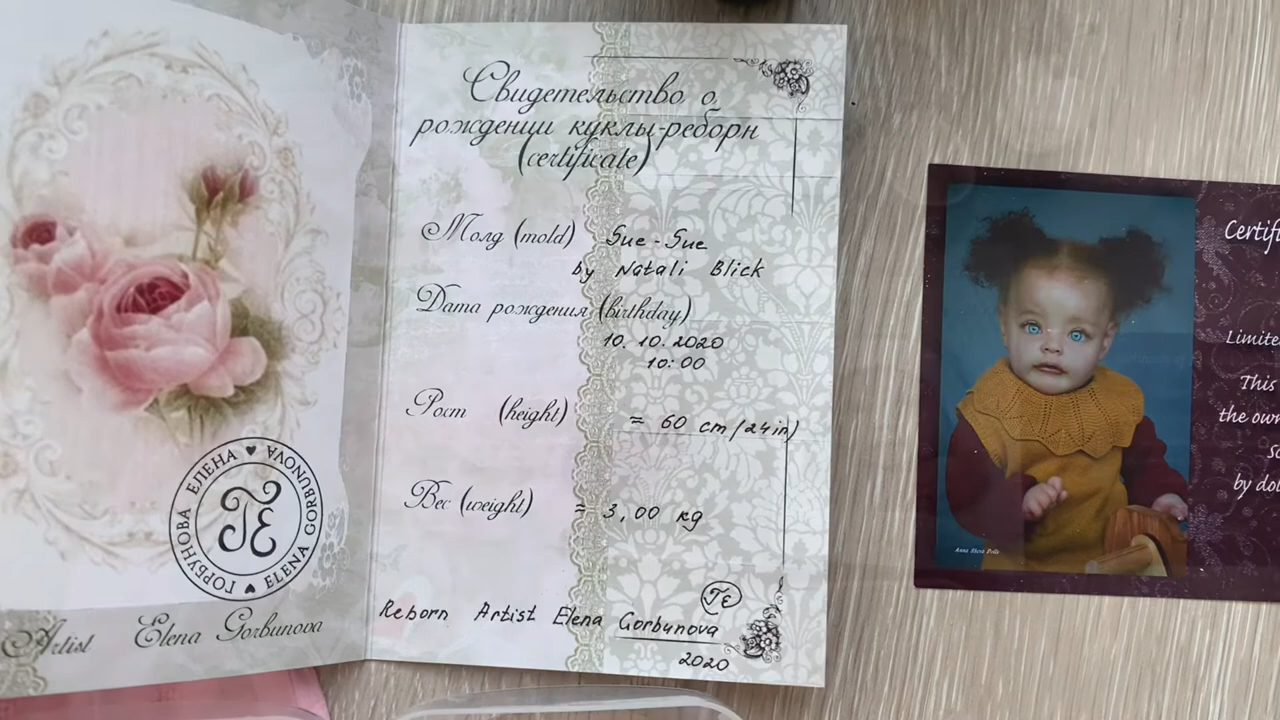 Свидетельство о
рождении куклы-реборн
(certificate)
Молд (mold) Sue-Sue
by Natali Blick
Дата рождения (birthday)
10.10.2020
10:00
Рост (height) ≈ 60 cm/24in)
Вес (weight) ≈ 3,00 kg
ГЕ
Reborn Artist Elena Gorbunova
2020
ГОРБУНОВА ЕЛЕНА ♥ ELENA GORBUNOVA ♥
ГЕ
Artist Elena Gorbunova
Limite
This
the own
by dol
Anna Elena Dolls